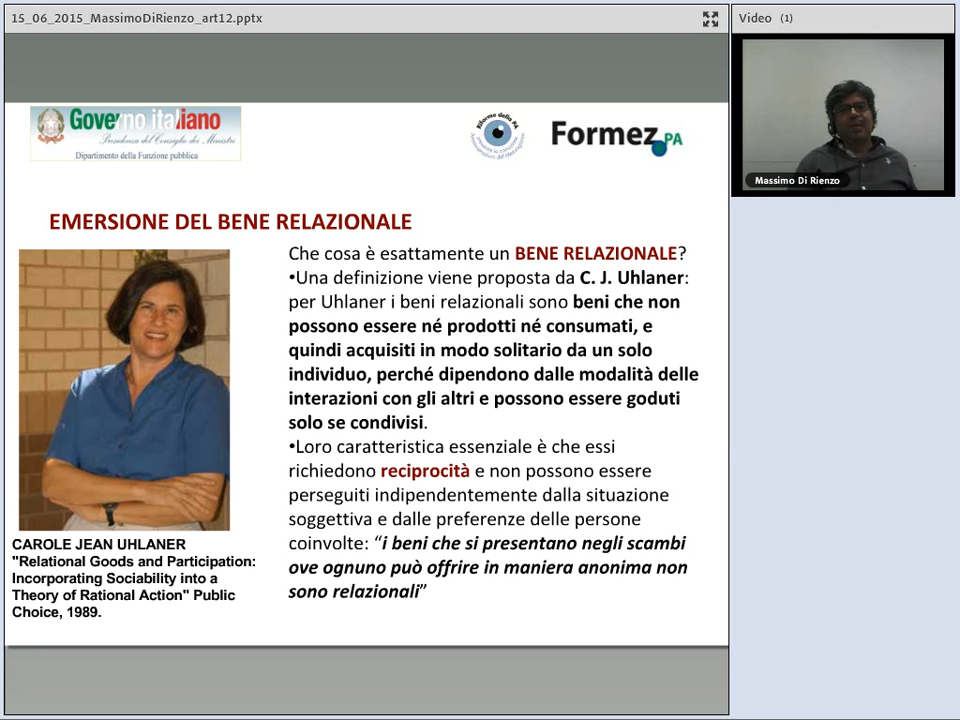 15_06_2015_MassimoDiRienzo_art12.pptx
Video (1)
Massimo Di Rienzo
Governo italiano
Presidenza del Consiglio dei Ministri
Dipartimento della Funzione pubblica
Riforme della PA
Formez PA
EMERSIONE DEL BENE RELAZIONALE
Che cosa è esattamente un BENE RELAZIONALE?
•Una definizione viene proposta da C. J. Uhlaner:
per Uhlaner i beni relazionali sono beni che non
possono essere né prodotti né consumati, e
quindi acquisiti in modo solitario da un solo
individuo, perché dipendono dalle modalità delle
interazioni con gli altri e possono essere goduti
solo se condivisi.
•Loro caratteristica essenziale è che essi
richiedono reciprocità e non possono essere
perseguiti indipendentemente dalla situazione
soggettiva e dalle preferenze delle persone
coinvolte: “i beni che si presentano negli scambi
ove ognuno può offrire in maniera anonima non
sono relazionali”
CAROLE JEAN UHLANER
"Relational Goods and Participation:
Incorporating Sociability into a
Theory of Rational Action" Public
Choice, 1989.